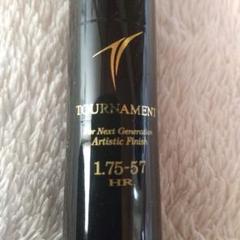 TOURNAMENT
For Next Generation
Artistic Finish
1.75-57
HR